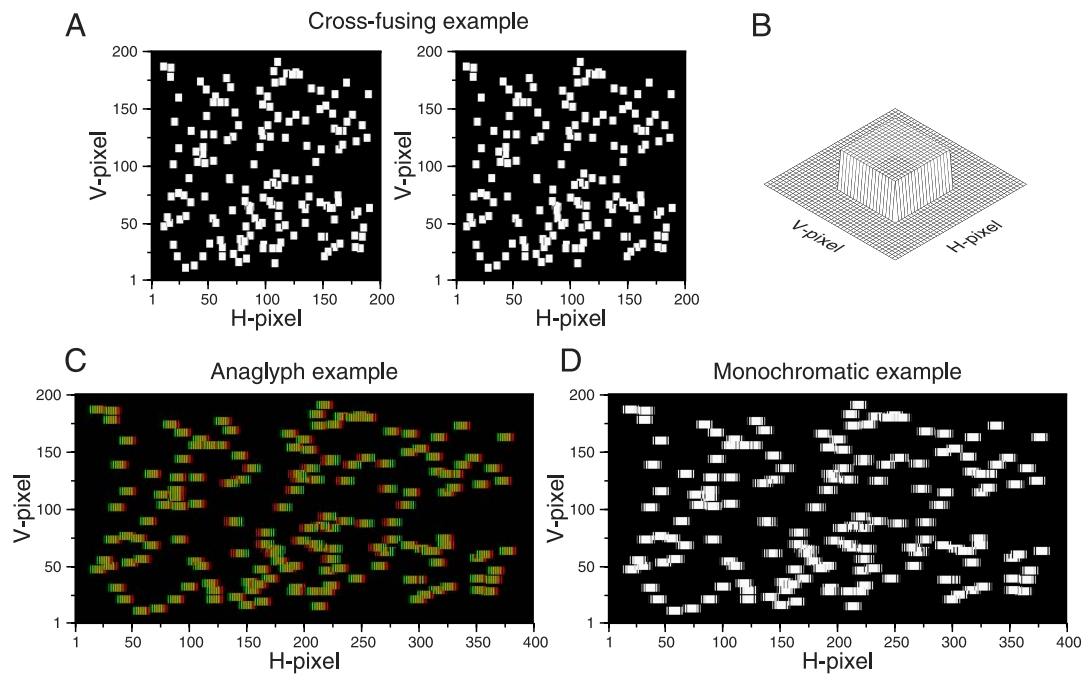 A
Cross-fusing example
B
200
150
100
50
1
V-pixel
1 50 100 150 200
H-pixel
200
150
100
50
1
V-pixel
1 50 100 150 200
H-pixel
V-pixel
H-pixel
C
Anaglyph example
200
150
100
50
1
V-pixel
1 50 100 150 200 250 300 350 400
H-pixel
D
Monochromatic example
200
150
100
50
1
V-pixel
1 50 100 150 200 250 300 350 400
H-pixel